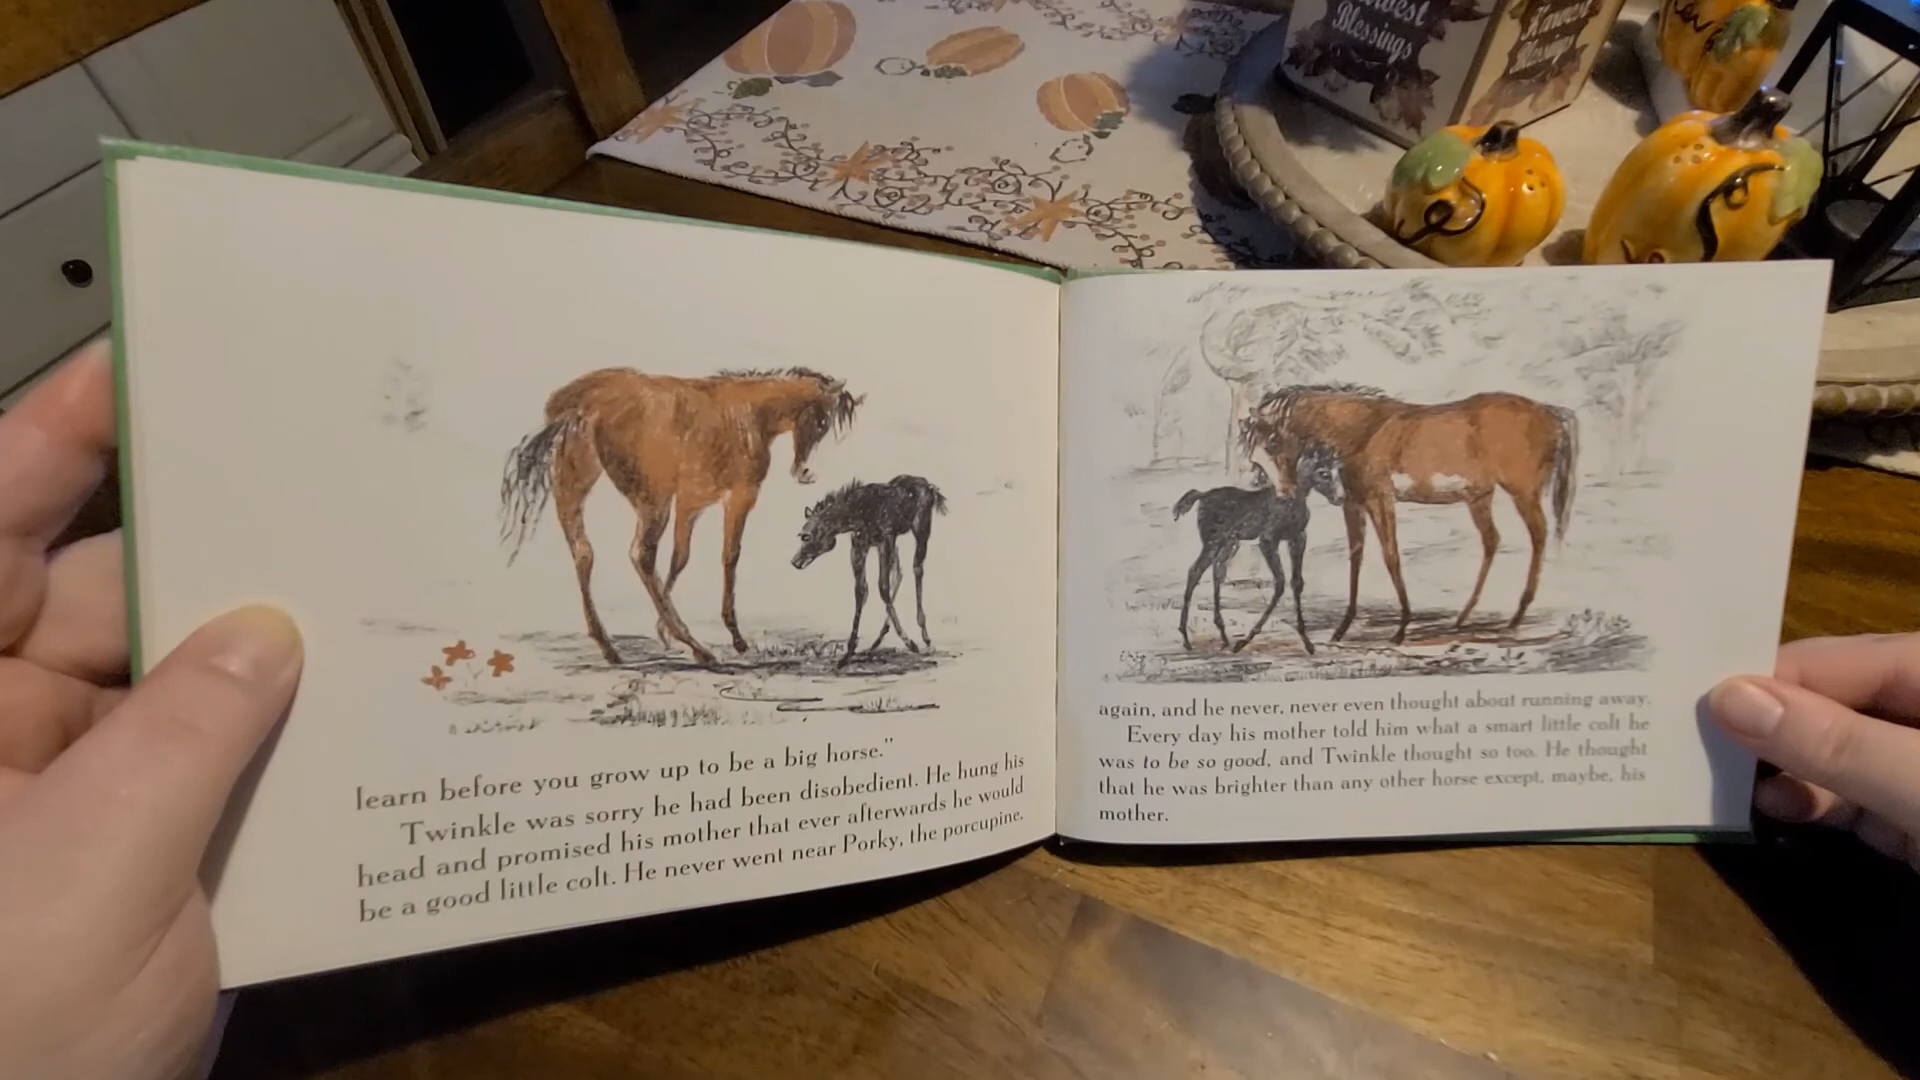 Harvest
Blessings
Harvest
Blessings
learn before you grow up to be a big horse.”
Twinkle was sorry he had been disobedient. He hung his
head and promised his mother that ever afterwards he would
be a good little colt. He never went near Porky, the porcupine,
again, and he never, never even thought about running away.
Every day his mother told him what a smart little colt he
was to be so good, and Twinkle thought so too. He thought
that he was brighter than any other horse except, maybe, his
mother.